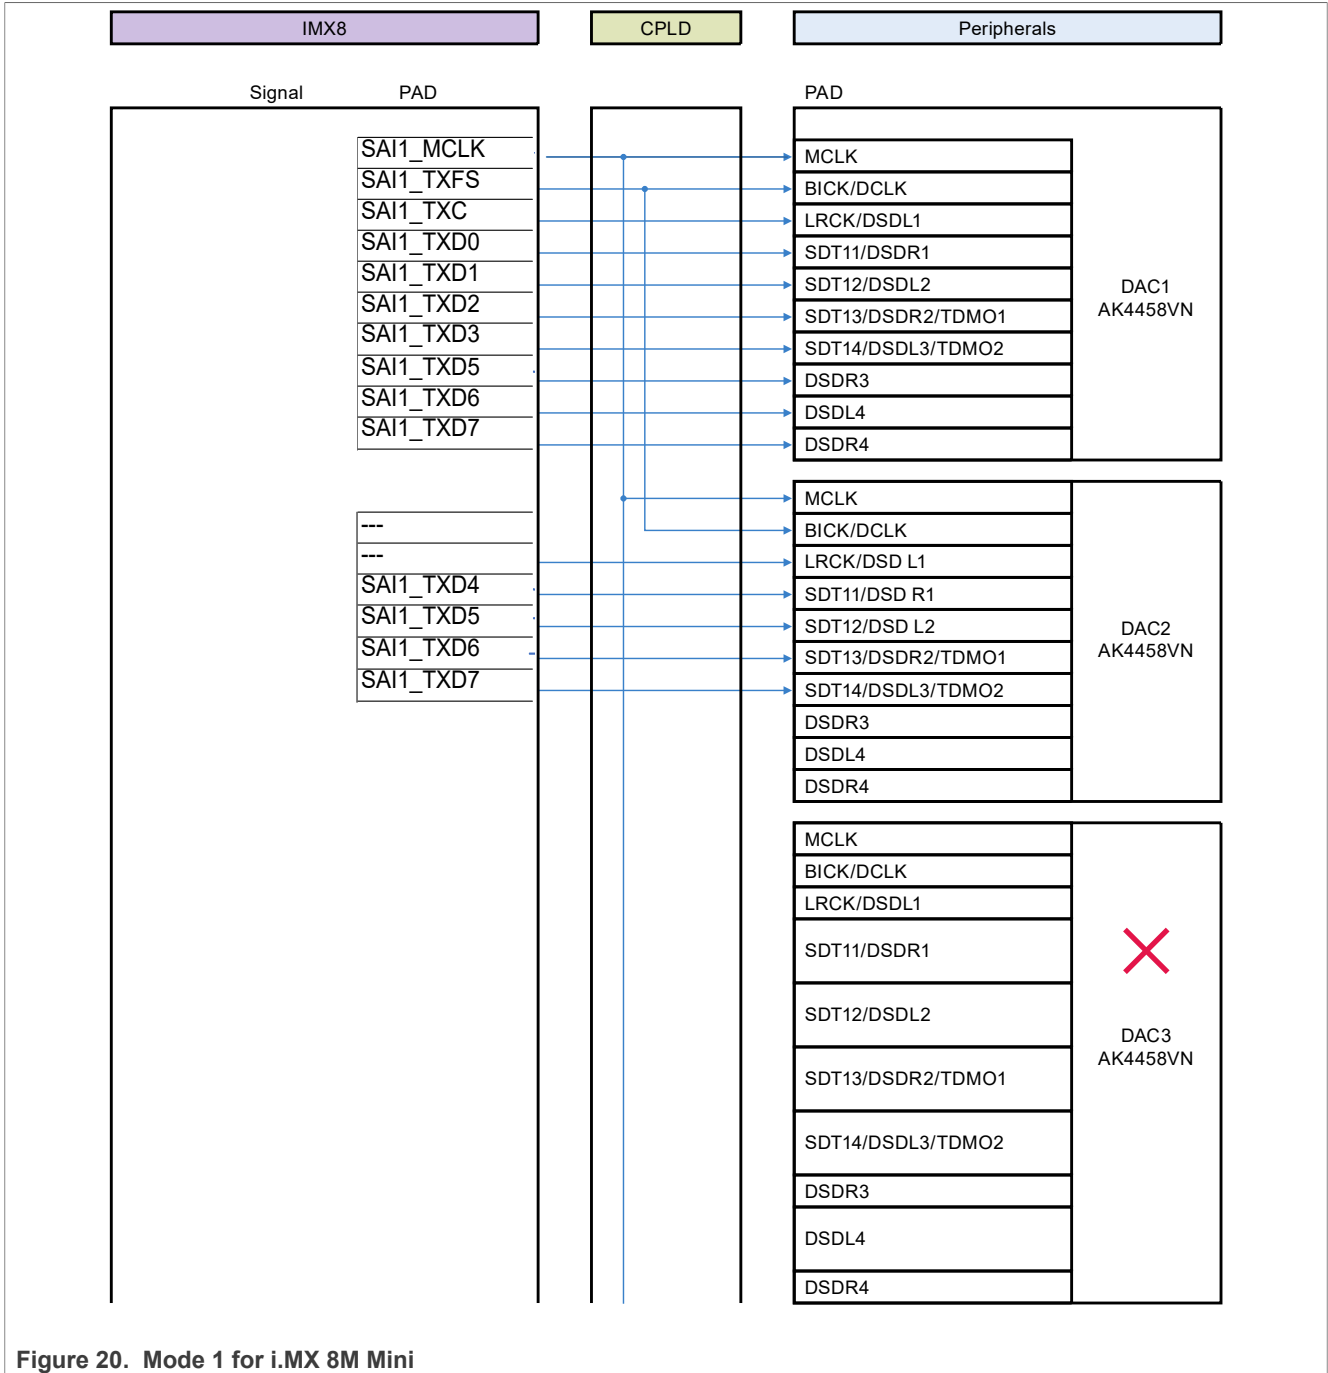 IMX8 CPLD Peripherals
Signal PAD PAD
SAI1_MCLK MCLK
SAI1_TXFS BICK/DCLK
SAI1_TXC LRCK/DSDL1
SAI1_TXD0 SDT11/DSDR1
SAI1_TXD1 SDT12/DSDL2
SAI1_TXD2 SDT13/DSDR2/TDMO1
SAI1_TXD3 SDT14/DSDL3/TDMO2
SAI1_TXD5 DSDR3
SAI1_TXD6 DSDL4
SAI1_TXD7 DSDR4
DAC1
AK4458VN
MCLK
--- BICK/DCLK
--- LRCK/DSD L1
SAI1_TXD4 SDT11/DSD R1
SAI1_TXD5 SDT12/DSD L2
SAI1_TXD6 SDT13/DSDR2/TDMO1
SAI1_TXD7 SDT14/DSDL3/TDMO2
DSDR3
DSDL4
DSDR4
DAC2
AK4458VN
MCLK
BICK/DCLK
LRCK/DSDL1
SDT11/DSDR1
SDT12/DSDL2
SDT13/DSDR2/TDMO1
SDT14/DSDL3/TDMO2
DSDR3
DSDL4
DSDR4
DAC3
AK4458VN
Figure 20. Mode 1 for i.MX 8M Mini